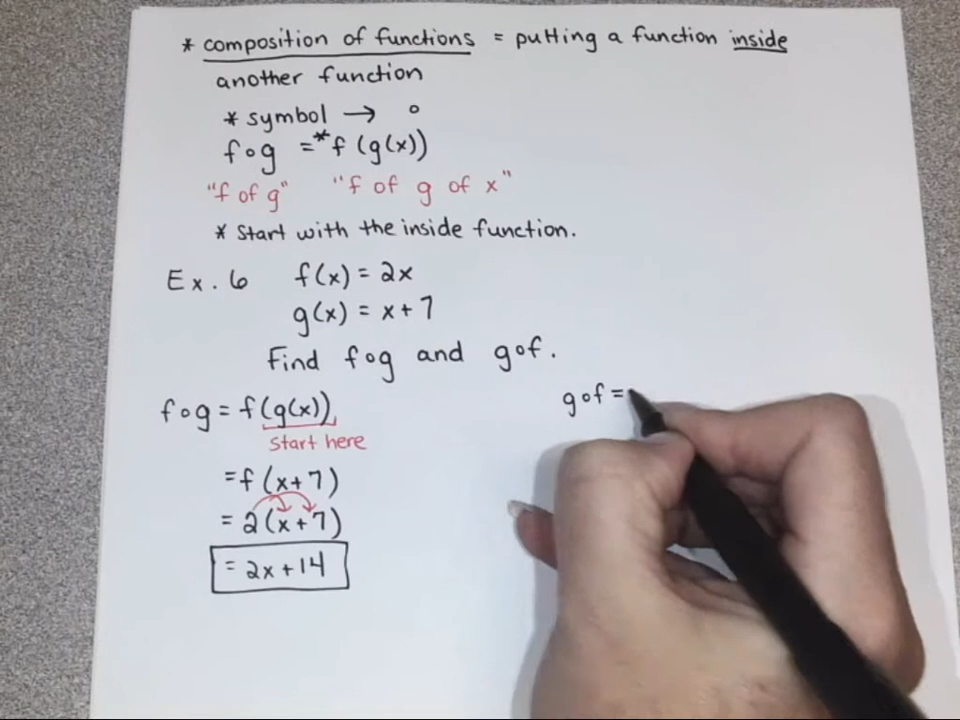 * composition of functions = putting a function inside
another function
* symbol → ∘
f∘g =*f(g(x))
"f of g" "f of g of x"
* Start with the inside function.
Ex. 6 f(x) = 2x
g(x) = x+7
Find f∘g and g∘f.
f∘g = f(g(x))
start here
g∘f =
=f(x+7)
= 2(x+7)
= 2x+14